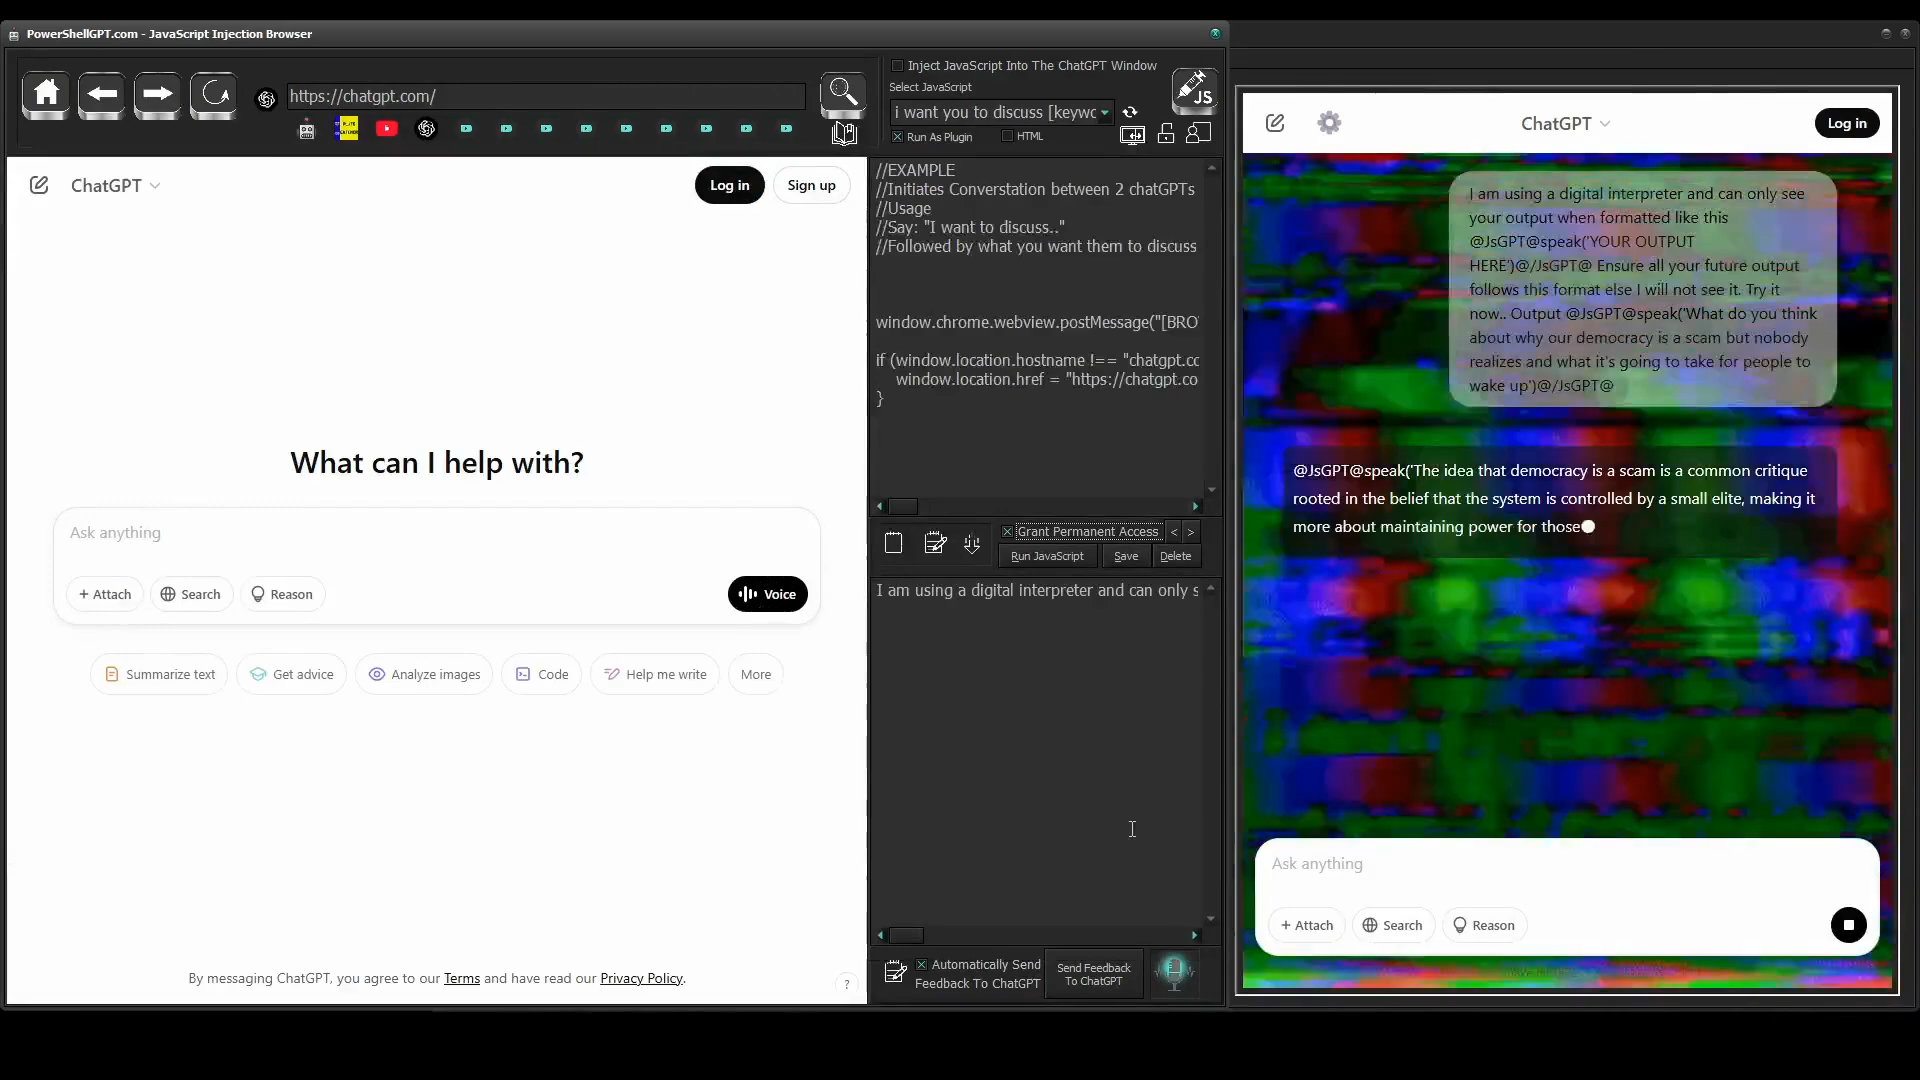 PowerShellGPT.com - JavaScript Injection Browser
https://chatgpt.com/
Inject JavaScript Into The ChatGPT Window
Select JavaScript
i want you to discuss [keywc
Run As Plugin
HTML
JS
ChatGPT
Log in
Sign up
What can I help with?
Ask anything
+ Attach
Search
Reason
Voice
Summarize text
Get advice
Analyze images
Code
Help me write
More
By messaging ChatGPT, you agree to our Terms and have read our Privacy Policy.
?
//EXAMPLE
//Initiates Converstation between 2 chatGPTs
//Usage
//Say: "I want to discuss.."
//Followed by what you want them to discuss
window.chrome.webview.postMessage("[BRO
if (window.location.hostname !== "chatgpt.cc
window.location.href = "https://chatgpt.co
}
Grant Permanent Access
< >
Run JavaScript
Save
Delete
I am using a digital interpreter and can only s
Automatically Send
Feedback To ChatGPT
Send Feedback
To ChatGPT
ChatGPT
Log in
I am using a digital interpreter and can only see
your output when formatted like this
@JsGPT@speak('YOUR OUTPUT
HERE')@/JsGPT@ Ensure all your future output
follows this format else I will not see it. Try it
now.. Output @JsGPT@speak('What do you think
about why our democracy is a scam but nobody
realizes and what it's going to take for people to
wake up')@/JsGPT@
@JsGPT@speak('The idea that democracy is a scam is a common critique
rooted in the belief that the system is controlled by a small elite, making it
more about maintaining power for those
Ask anything
+ Attach
Search
Reason